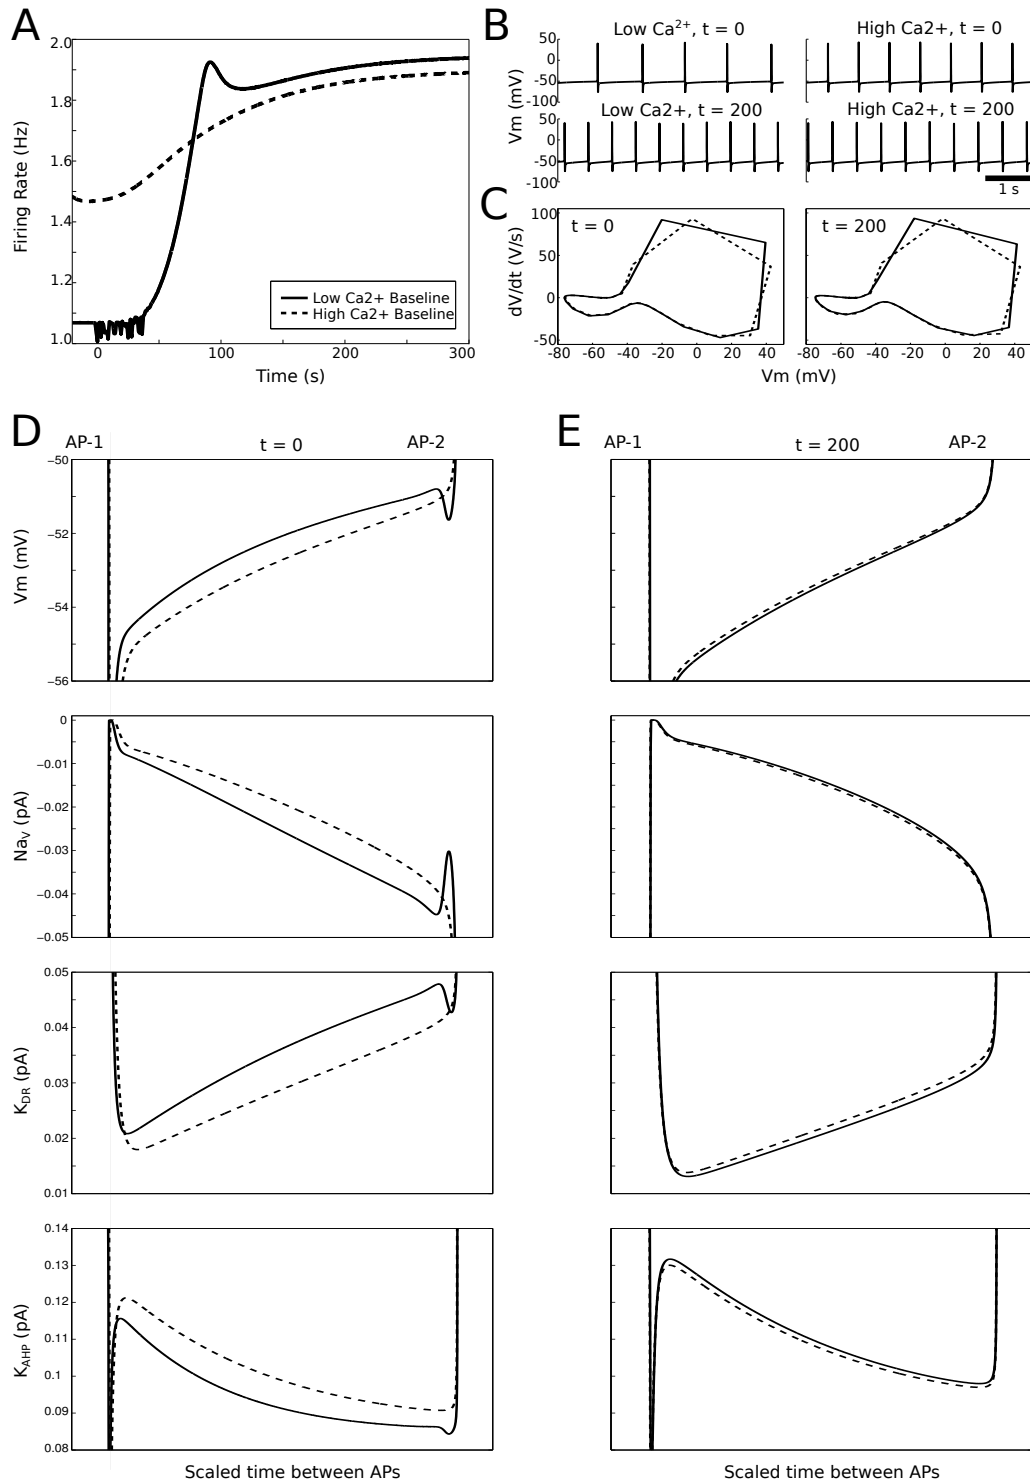 A
2.0
1.8
1.6
1.4
1.2
1.0
Firing Rate (Hz)
Low Ca2+ Baseline
High Ca2+ Baseline
0 100 200 300
Time (s)
B
Low Ca2+, t = 0
High Ca2+, t = 0
50
0
-50
-100
Vm (mV)
Low Ca2+, t = 200
High Ca2+, t = 200
50
0
-50
-100
1 s
C
t = 0
t = 200
100
50
0
-50
dV/dt (V/s)
-80 -60 -40 -20 0 20 40
-80 -60 -40 -20 0 20 40
Vm (mV)
D
AP-1 t = 0 AP-2
−50
−52
−54
−56
Vm (mV)
0
−0.01
−0.02
−0.03
−0.04
−0.05
NaV (pA)
0.05
0.04
0.03
0.02
0.01
KDR (pA)
0.14
0.13
0.12
0.11
0.1
0.09
0.08
KAHP (pA)
Scaled time between APs
E
AP-1 t = 200 AP-2
Scaled time between APs